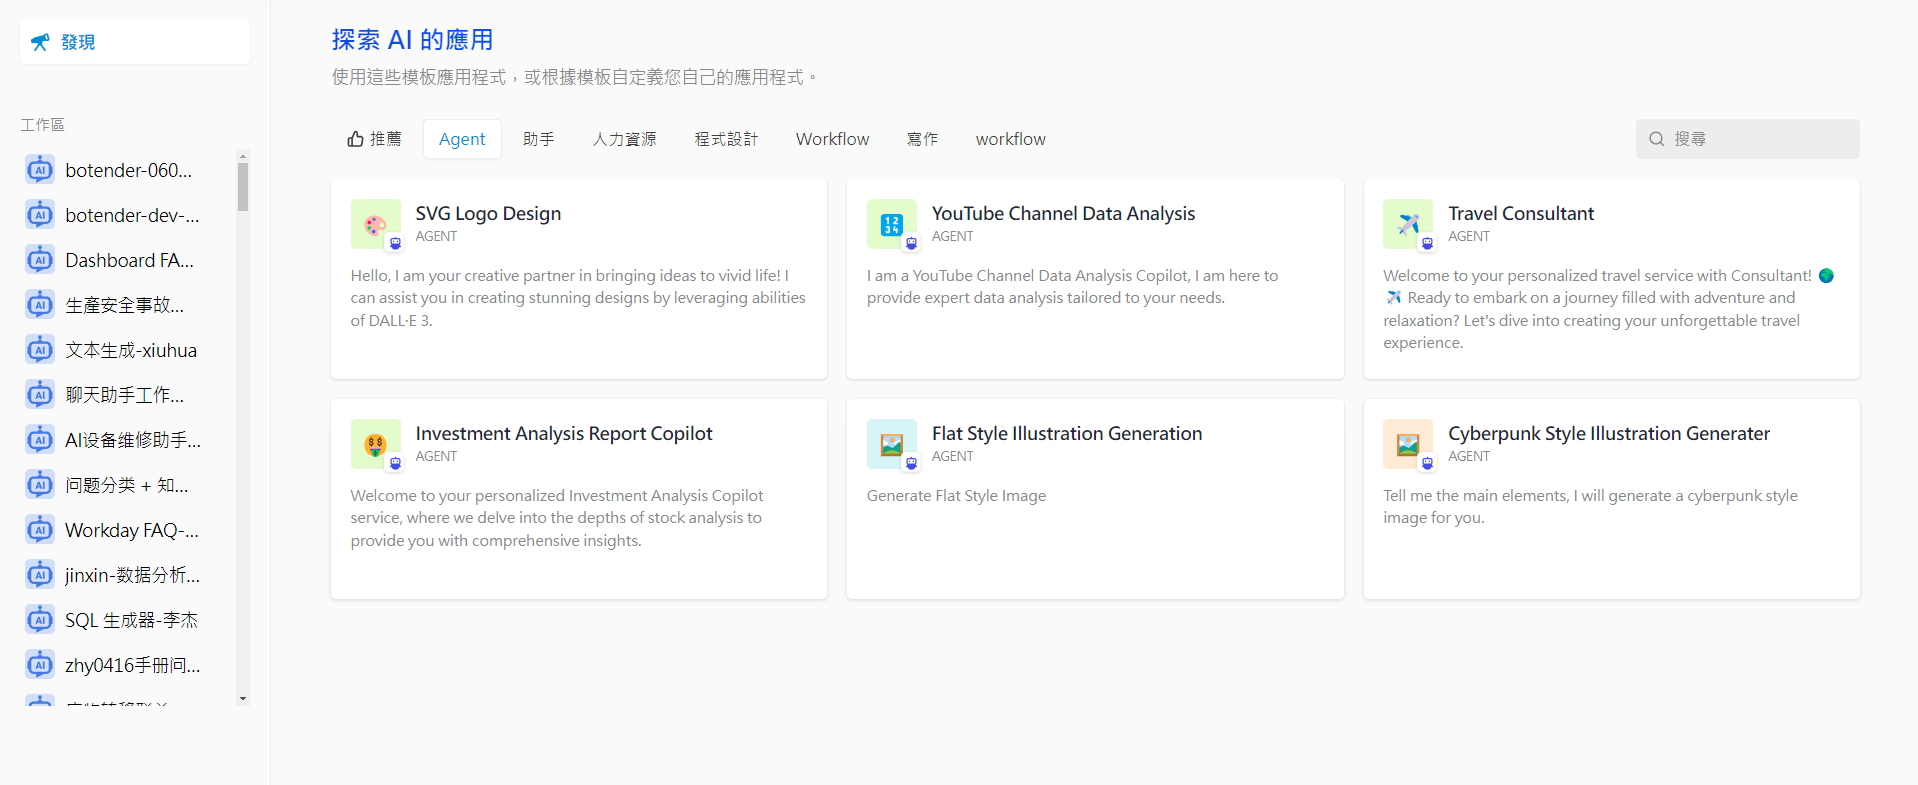 發現
工作區
botender-060...
botender-dev-...
Dashboard FA...
生產安全事故...
文本生成-xiuhua
聊天助手工作...
AI设备维修助手...
问题分类 + 知...
Workday FAQ-...
jinxin-数据分析...
SQL 生成器-李杰
zhy0416手册问...
探索 AI 的應用
使用這些模板應用程式，或根據模板自定義您自己的應用程式。
推薦 Agent 助手 人力資源 程式設計 Workflow 寫作 workflow
搜尋
SVG Logo Design
AGENT
Hello, I am your creative partner in bringing ideas to vivid life! I
can assist you in creating stunning designs by leveraging abilities
of DALL·E 3.
YouTube Channel Data Analysis
AGENT
I am a YouTube Channel Data Analysis Copilot, I am here to
provide expert data analysis tailored to your needs.
Travel Consultant
AGENT
Welcome to your personalized travel service with Consultant! 🌍
✈️ Ready to embark on a journey filled with adventure and
relaxation? Let's dive into creating your unforgettable travel
experience.
Investment Analysis Report Copilot
AGENT
Welcome to your personalized Investment Analysis Copilot
service, where we delve into the depths of stock analysis to
provide you with comprehensive insights.
Flat Style Illustration Generation
AGENT
Generate Flat Style Image
Cyberpunk Style Illustration Generater
AGENT
Tell me the main elements, I will generate a cyberpunk style
image for you.